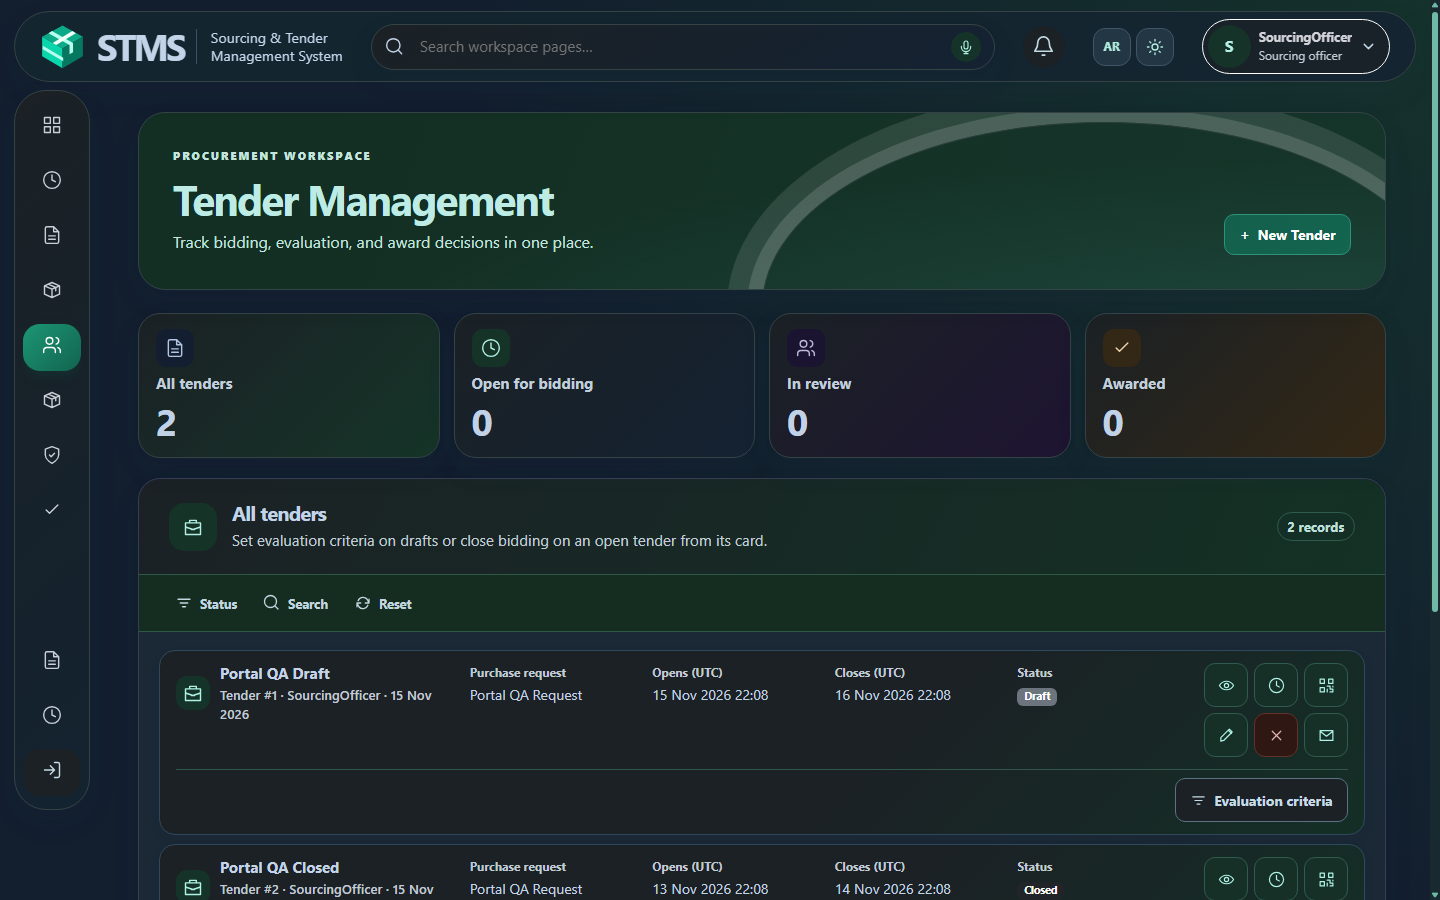 STMS
Sourcing & Tender
Management System
Search workspace pages...
AR
S
SourcingOfficer
Sourcing officer
PROCUREMENT WORKSPACE
Tender Management
Track bidding, evaluation, and award decisions in one place.
+ New Tender
All tenders
2
Open for bidding
0
In review
0
Awarded
0
All tenders
Set evaluation criteria on drafts or close bidding on an open tender from its card.
2 records
Status
Search
Reset
Portal QA Draft
Tender #1 · SourcingOfficer · 15 Nov
2026
Purchase request
Portal QA Request
Opens (UTC)
15 Nov 2026 22:08
Closes (UTC)
16 Nov 2026 22:08
Status
Draft
Evaluation criteria
Portal QA Closed
Tender #2 · SourcingOfficer · 15 Nov
Purchase request
Portal QA Request
Opens (UTC)
13 Nov 2026 22:08
Closes (UTC)
14 Nov 2026 22:08
Status
Closed